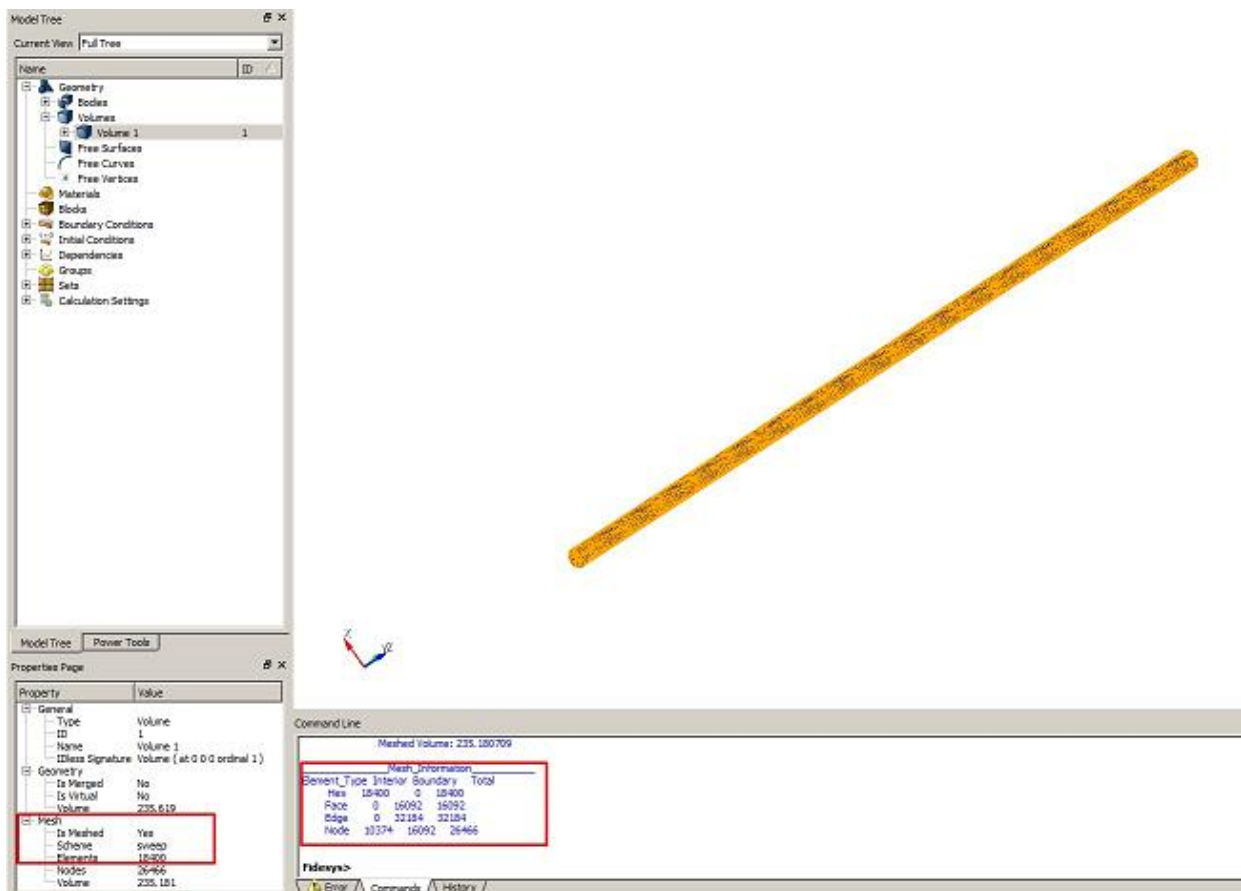 Model Tree
Current View Full Tree
Name ID
Geometry
Bodies
Volumes
Volume 1 1
Free Surfaces
Free Curves
Free Vertices
Materials
Blocks
Boundary Conditions
Initial Conditions
Dependencies
Groups
Sets
Calculation Settings
Model Tree Power Tools
Properties Page
Property Value
General
Type Volume
ID 1
Name Volume 1
IDless Signature Volume ( at 0 0 0 ordinal 1 )
Geometry
Is Merged No
Is Virtual No
Volume 235.619
Mesh
Is Meshed Yes
Scheme sweep
Elements 18400
Nodes 26466
Volume 235.181
Command Line
Meshed Volume: 235.180709
_______Mesh_Information_______
Element_Type Interior Boundary Total
Hex 18400 0 18400
Face 0 16092 16092
Edge 0 32184 32184
Node 10374 16092 26466
Fidesys>
Error Commands History